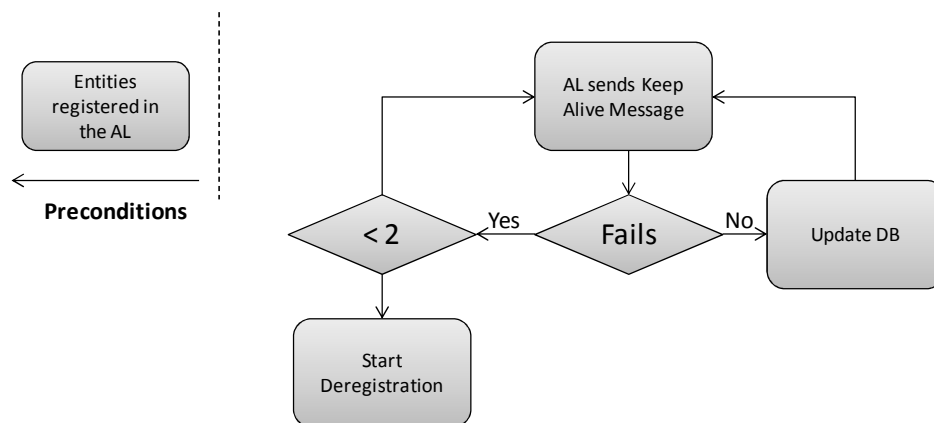 Entities
registered in
the AL
Preconditions
AL sends Keep
Alive Message
< 2
Yes
Fails
No
Update DB
Start
Deregistration